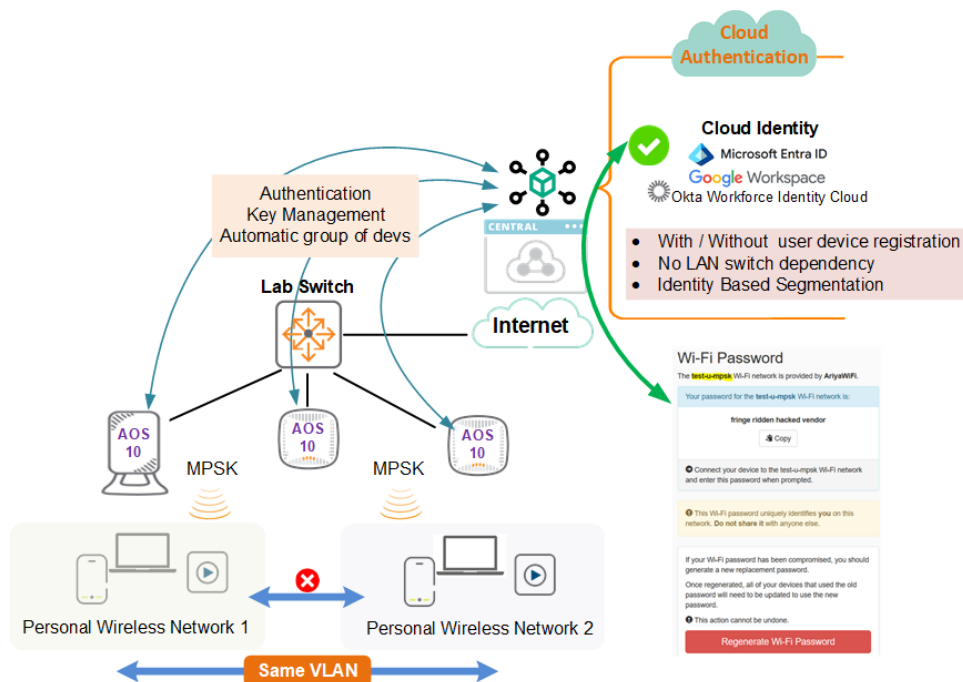 Cloud
Authentication
Cloud Identity
Microsoft Entra ID
Google Workspace
Okta Workforce Identity Cloud
Authentication
Key Management
Automatic group of devs
CENTRAL
• With / Without user device registration
• No LAN switch dependency
• Identity Based Segmentation
Lab Switch
Internet
AOS
10
AOS
10
AOS
10
MPSK
MPSK
Personal Wireless Network 1
Personal Wireless Network 2
Same VLAN
Wi-Fi Password
The test-u-mpsk Wi-Fi network is provided by AriyaWiFi.
Your password for the test-u-mpsk Wi-Fi network is:
fringe ridden hacked vendor
Copy
Connect your device to the test-u-mpsk Wi-Fi network
and enter this password when prompted.
This Wi-Fi password uniquely identifies you on this
network. Do not share it with anyone else.
If your Wi-Fi password has been compromised, you should
generate a new replacement password.
Once regenerated, all of your devices that used the old
password will need to be updated to use the new
password.
This action cannot be undone.
Regenerate Wi-Fi Password